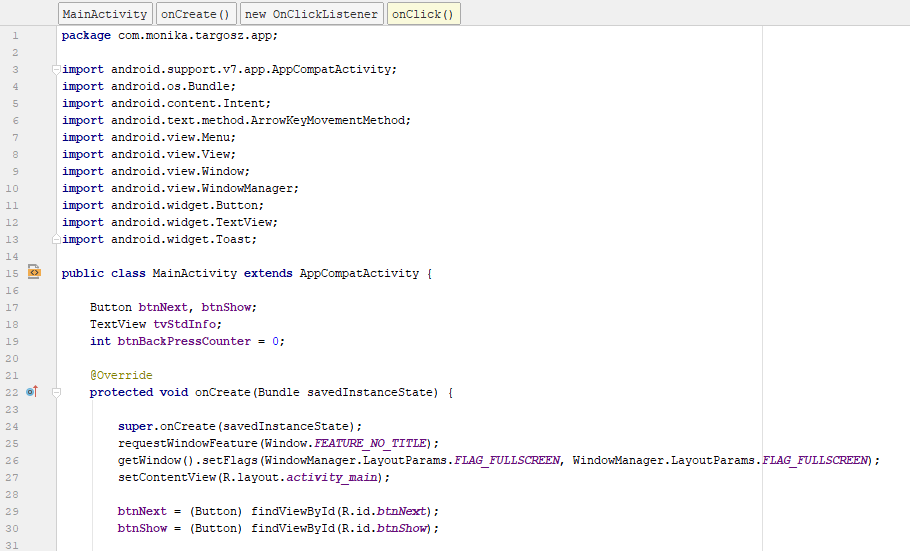 MainActivity onCreate() new OnClickListener onClick()
1 package com.monika.targosz.app;
2
3 import android.support.v7.app.AppCompatActivity;
4 import android.os.Bundle;
5 import android.content.Intent;
6 import android.text.method.ArrowKeyMovementMethod;
7 import android.view.Menu;
8 import android.view.View;
9 import android.view.Window;
10 import android.view.WindowManager;
11 import android.widget.Button;
12 import android.widget.TextView;
13 import android.widget.Toast;
14
15 public class MainActivity extends AppCompatActivity {
16
17 Button btnNext, btnShow;
18 TextView tvStdInfo;
19 int btnBackPressCounter = 0;
20
21 @Override
22 protected void onCreate(Bundle savedInstanceState) {
23
24 super.onCreate(savedInstanceState);
25 requestWindowFeature(Window.FEATURE_NO_TITLE);
26 getWindow().setFlags(WindowManager.LayoutParams.FLAG_FULLSCREEN, WindowManager.LayoutParams.FLAG_FULLSCREEN);
27 setContentView(R.layout.activity_main);
28
29 btnNext = (Button) findViewById(R.id.btnNext);
30 btnShow = (Button) findViewById(R.id.btnShow);
31